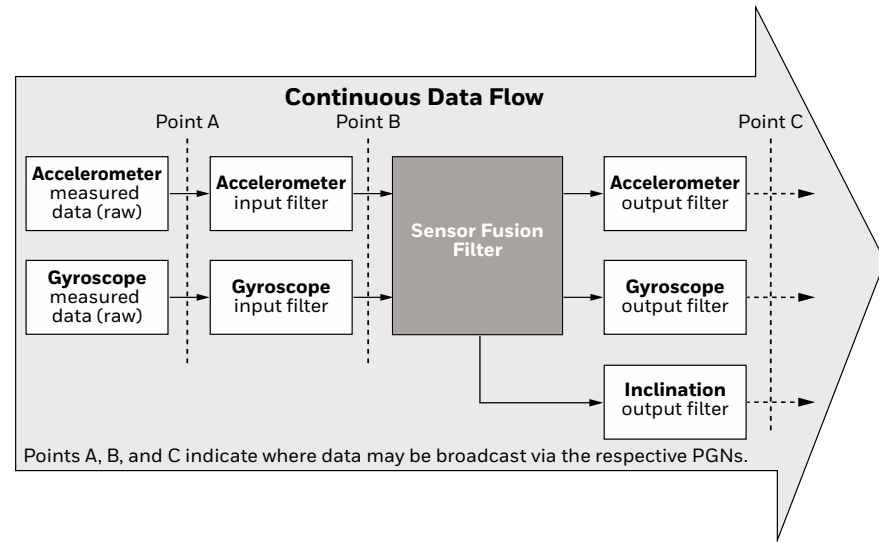 Continuous Data Flow
Point A
Point B
Point C
Accelerometer
measured
data (raw)
Accelerometer
input filter
Sensor Fusion
Filter
Accelerometer
output filter
Gyroscope
measured
data (raw)
Gyroscope
input filter
Gyroscope
output filter
Inclination
output filter
Points A, B, and C indicate where data may be broadcast via the respective PGNs.